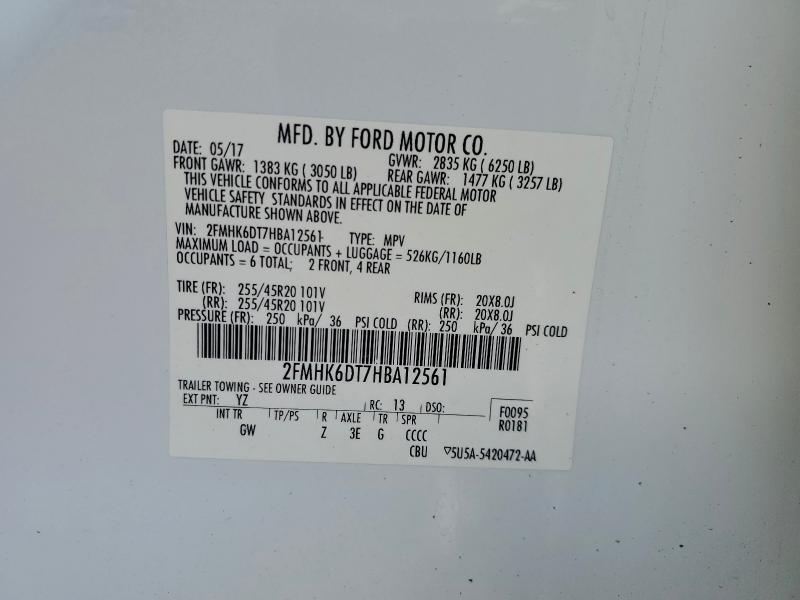 MFD. BY FORD MOTOR CO.
DATE: 05/17 GVWR: 2835 KG ( 6250 LB)
FRONT GAWR: 1383 KG ( 3050 LB) REAR GAWR: 1477 KG ( 3257 LB)
THIS VEHICLE CONFORMS TO ALL APPLICABLE FEDERAL MOTOR
VEHICLE SAFETY STANDARDS IN EFFECT ON THE DATE OF
MANUFACTURE SHOWN ABOVE.
VIN: 2FMHK6DT7HBA12561 TYPE: MPV
MAXIMUM LOAD = OCCUPANTS + LUGGAGE = 526KG/1160LB
OCCUPANTS = 6 TOTAL; 2 FRONT, 4 REAR
TIRE (FR): 255/45R20 101V RIMS (FR): 20X8.0J
(RR): 255/45R20 101V (RR): 20X8.0J
PRESSURE (FR): 250 kPa/ 36 PSI COLD (RR): 250 kPa/ 36 PSI COLD
2FMHK6DT7HBA12561
TRAILER TOWING - SEE OWNER GUIDE
EXT PNT: YZ RC: 13 DSO: F0095
INT TR TP/PS R AXLE TR SPR R0181
GW Z 3E G CCCC
CBU ▽5U5A-5420472-AA